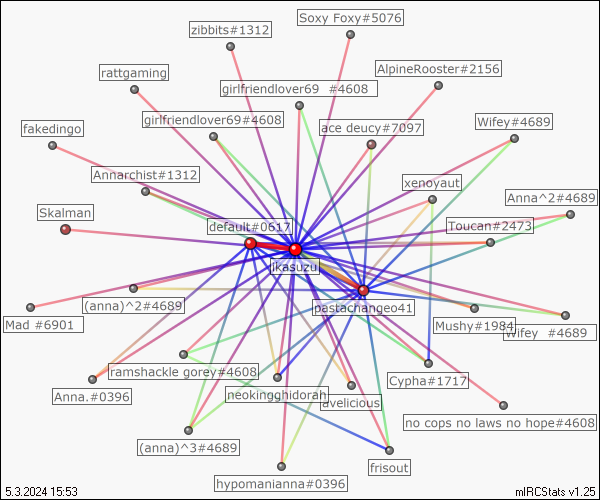 Soxy Foxy#5076
zibbits#1312
AlpineRooster#2156
rattgaming
girlfriendlover69 #4608
girlfriendlover69#4608
ace deucy#7097
Wifey#4689
fakedingo
Annarchist#1312
xenoyaut
Anna^2#4689
Skalman
default#0617
Toucan#2473
ikasuzu
(anna)^2#4689
pastachangeo41
Mad #6901
Mushy#1984
Wifey #4689
ramshackle gorey#4608
Cypha#1717
Anna.#0396
neokingghidorah
avelicious
no cops no laws no hope#4608
(anna)^3#4689
frisout
hypomanianna#0396
5.3.2024 15:53
mIRCStats v1.25